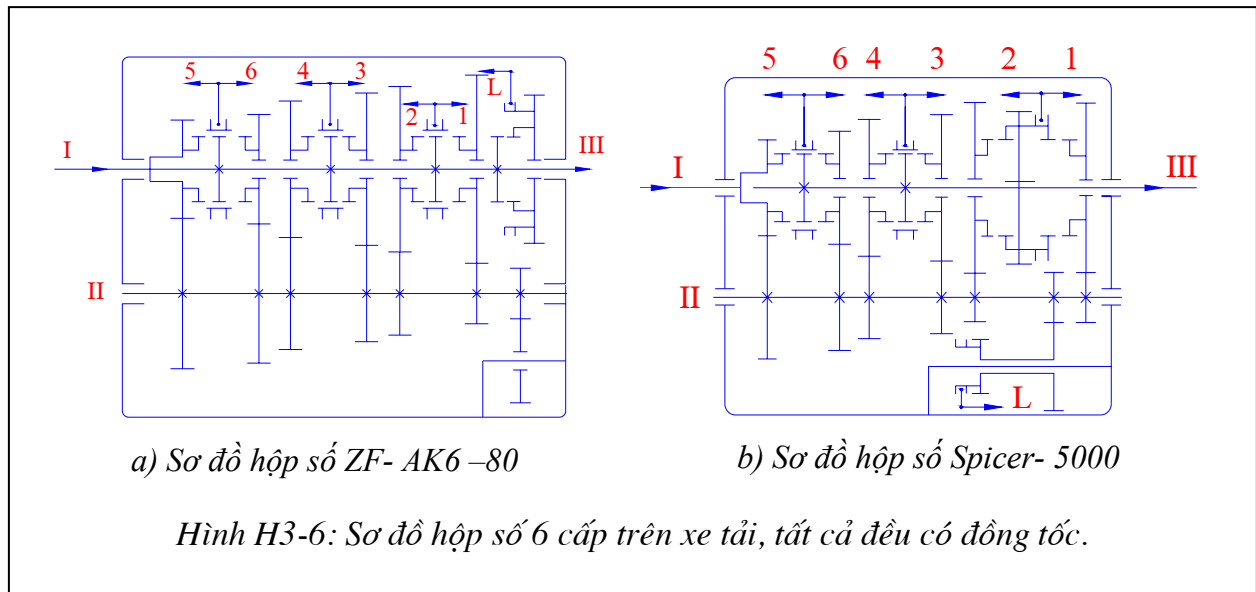 5 6 4 3 L
2 1
I III
II
a) Sơ đồ hộp số ZF- AK6 –80
5 6 4 3 2 1
I III
II
L
b) Sơ đồ hộp số Spicer- 5000
Hình H3-6: Sơ đồ hộp số 6 cấp trên xe tải, tất cả đều có đồng tốc.